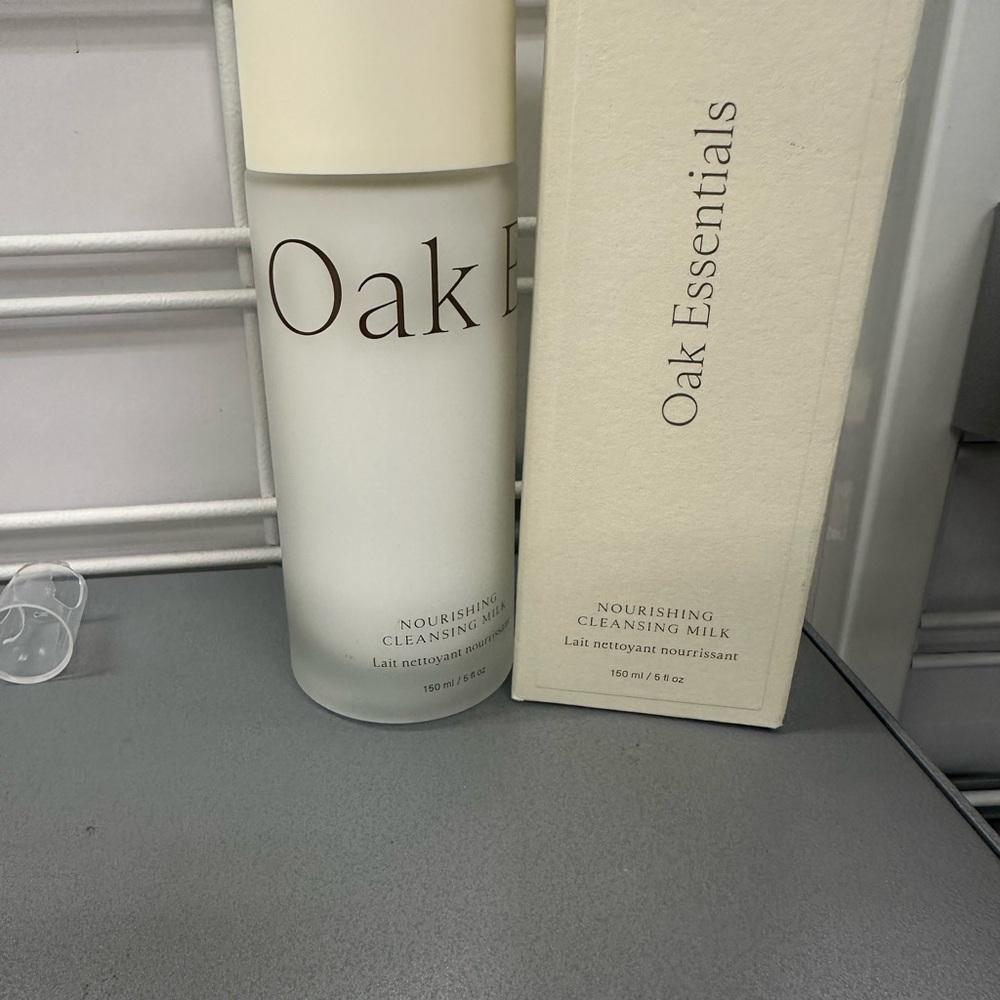 Oak E
NOURISHING
CLEANSING MILK
Lait nettoyant nourrissant
150 ml / 5 fl oz
Oak Essentials
NOURISHING
CLEANSING MILK
Lait nettoyant nourrissant
150 ml / 5 fl oz